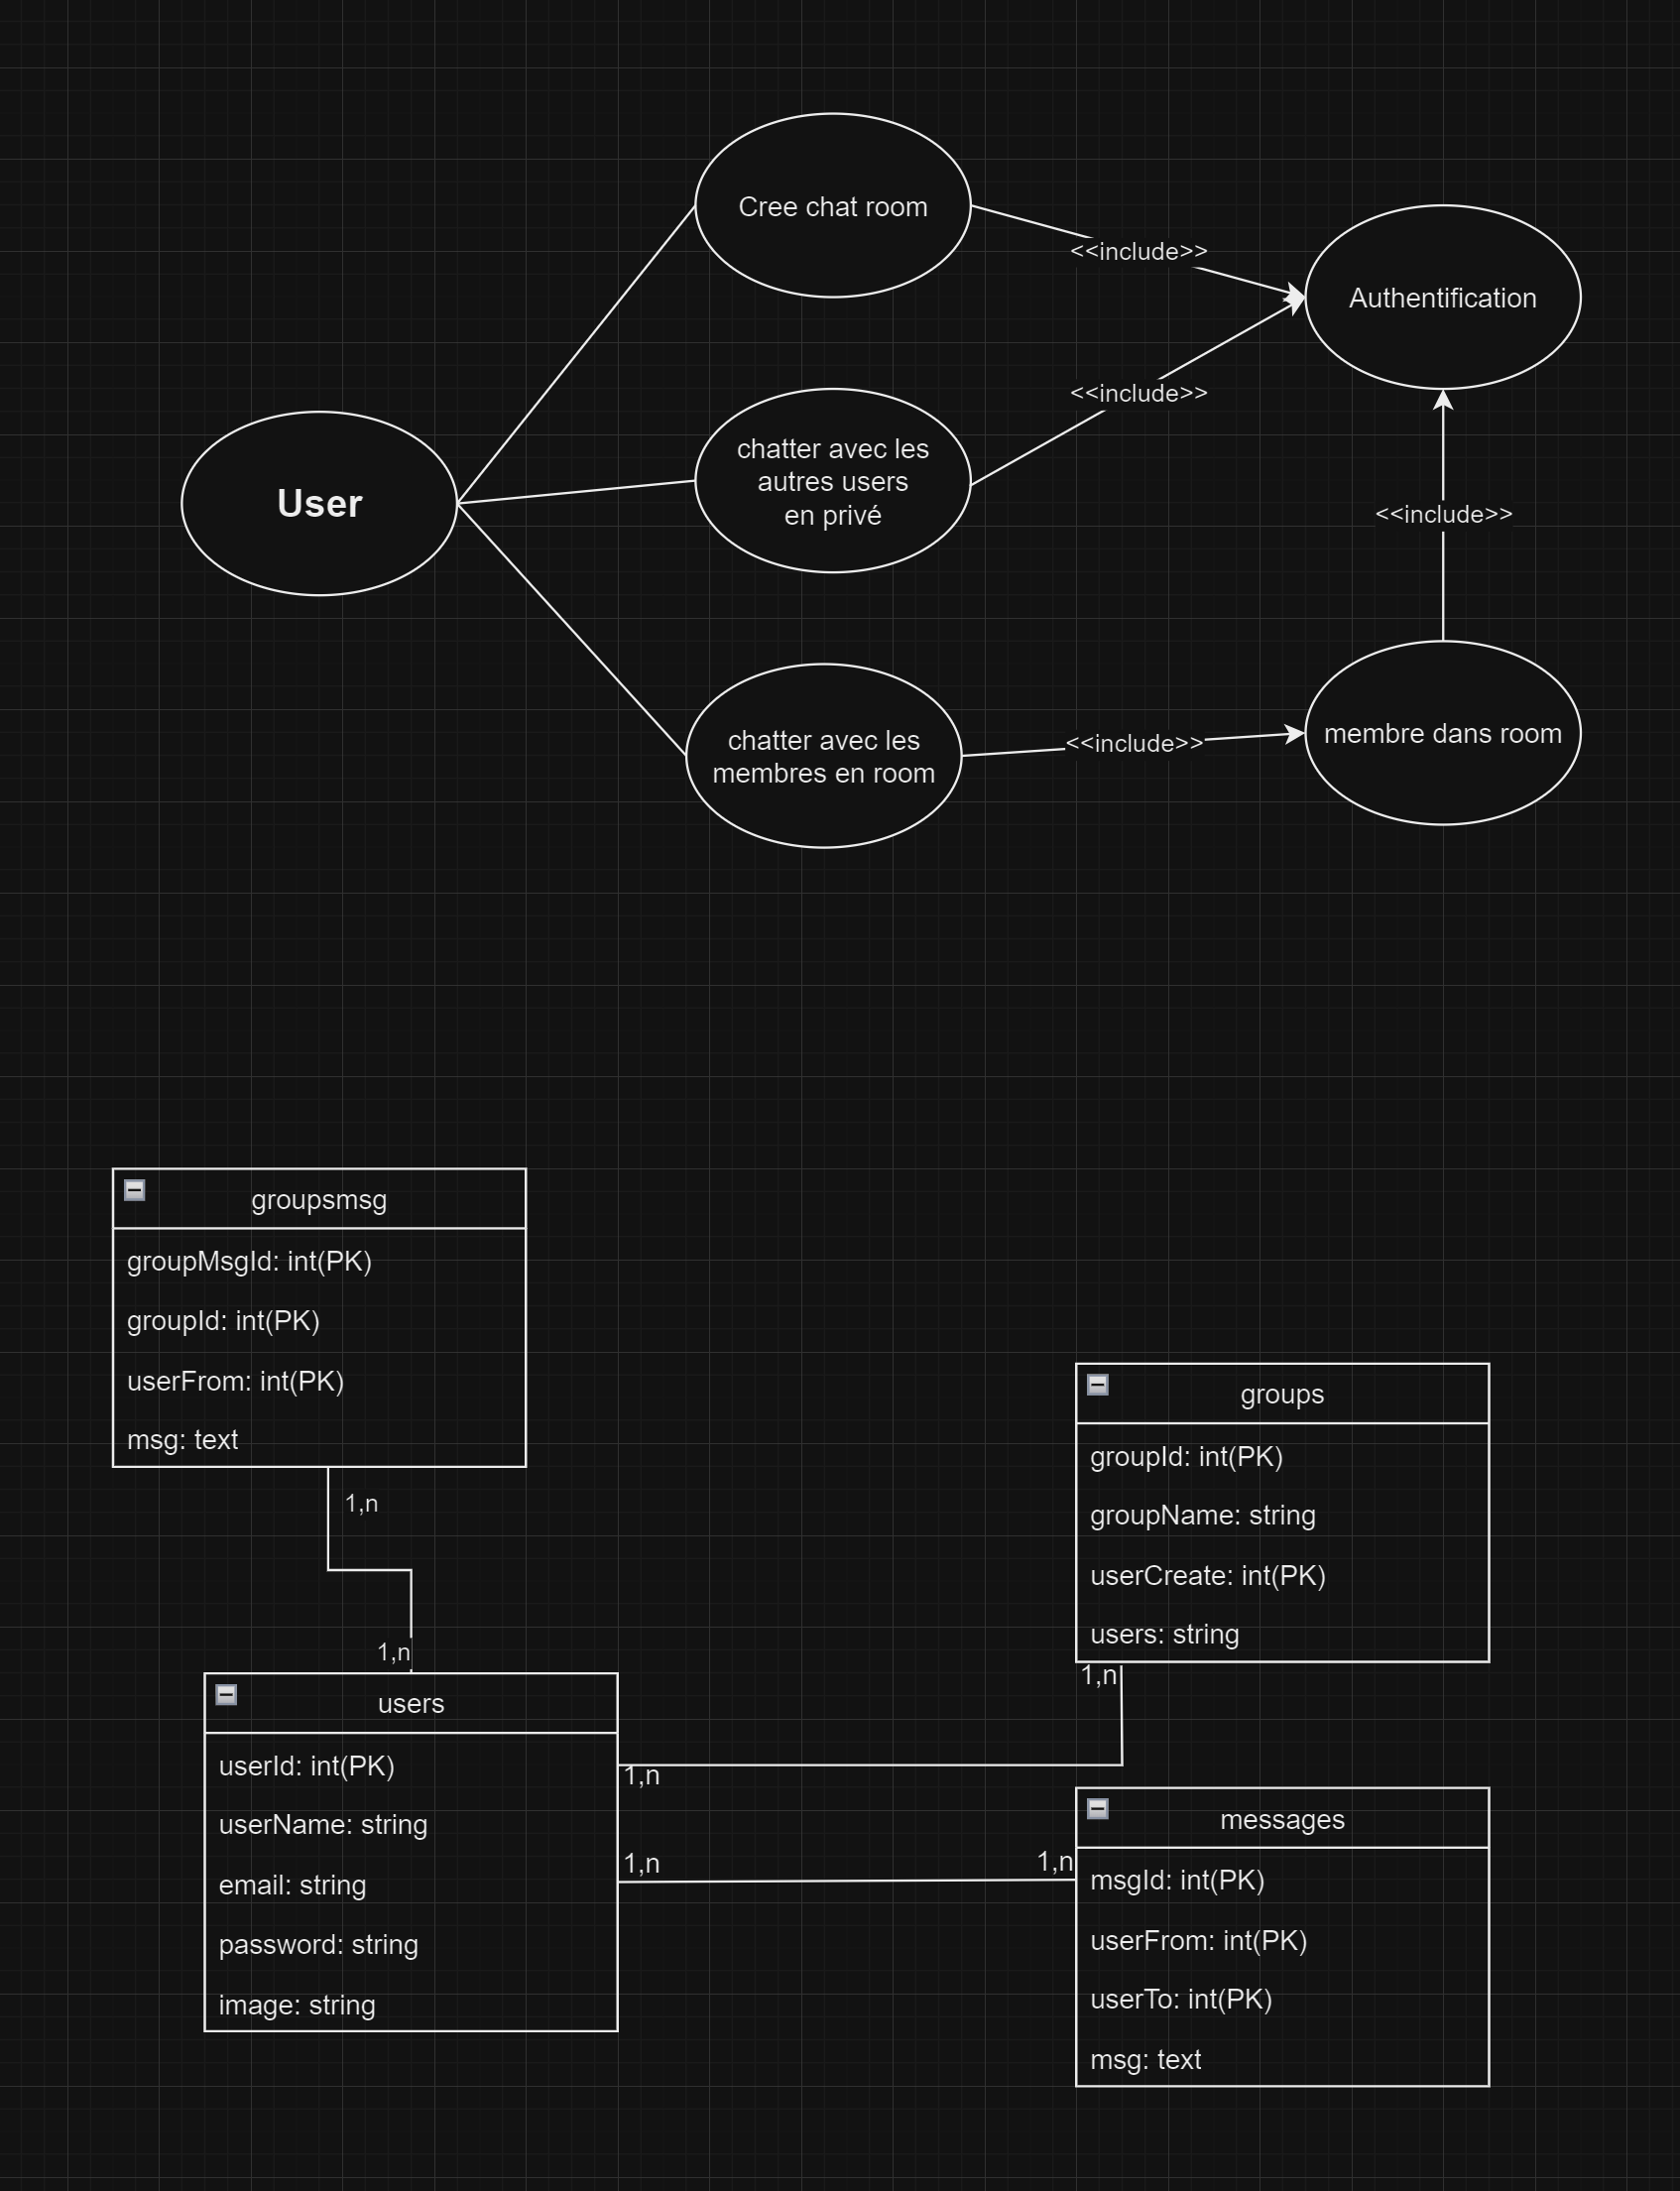 Cree chat room
<<include>>
Authentification
<<include>>
chatter avec les
autres users
en privé
User
<<include>>
chatter avec les
membres en room
<<include>>
membre dans room
groupsmsg
groupMsgId: int(PK)
groupId: int(PK)
userFrom: int(PK)
msg: text
1,n
1,n
groups
groupId: int(PK)
groupName: string
userCreate: int(PK)
users: string
1,n
users
userId: int(PK)
userName: string
email: string
password: string
image: string
1,n
1,n
1,n
messages
msgId: int(PK)
userFrom: int(PK)
userTo: int(PK)
msg: text